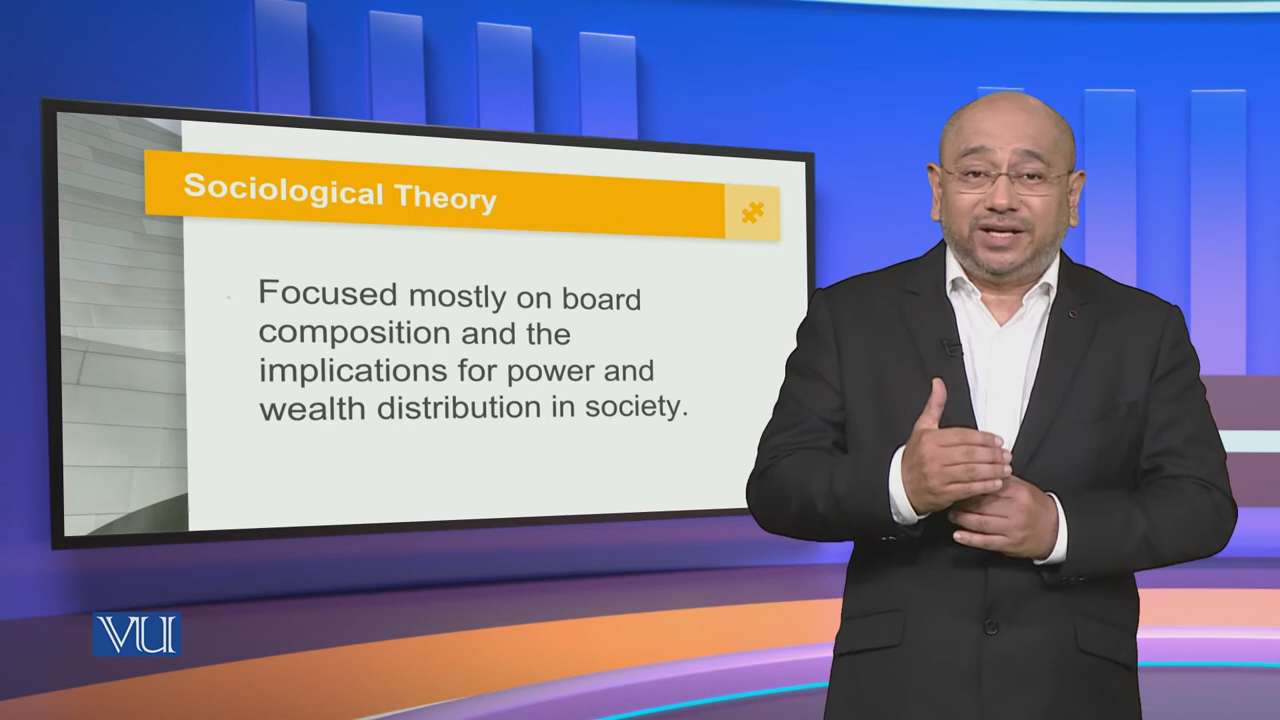 Sociological Theory
Focused mostly on board
composition and the
implications for power and
wealth distribution in society.
VU